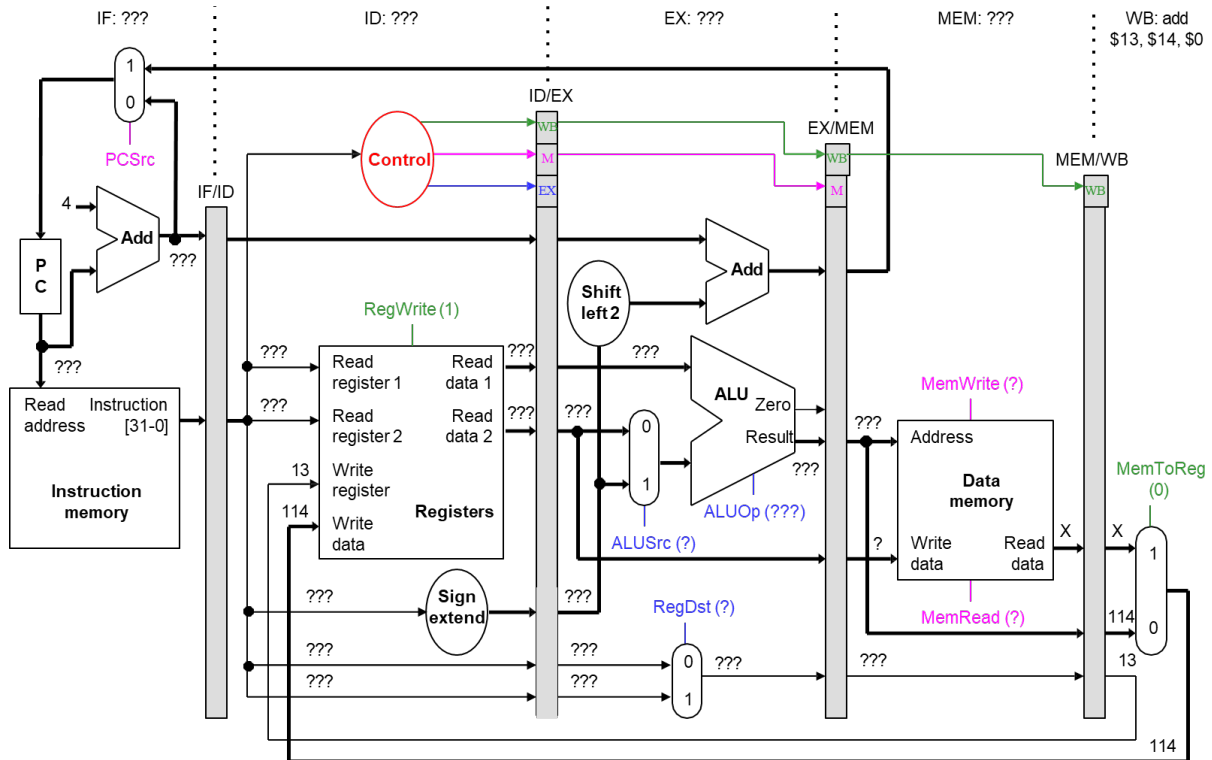 IF: ???
ID: ???
EX: ???
MEM: ???
WB: add
$13, $14, $0
1
0
PCSrc
ID/EX
WB
M
EX
Control
EX/MEM
WB
M
MEM/WB
WB
IF/ID
4
Add
???
P
C
Add
Shift
left 2
RegWrite (1)
???
???
Read
address
Instruction
[31-0]
Instruction
memory
???
13
114
Read
register 1
Read
data 1
Read
register 2
Read
data 2
Write
register
Write
data
Registers
???
???
???
???
0
1
ALUSrc (?)
ALU
Zero
Result
???
ALUOp (???)
???
MemWrite (?)
Address
Data
memory
Write
data
Read
data
?
X
X
MemRead (?)
MemToReg
(0)
1
0
114
13
???
Sign
extend
???
RegDst (?)
???
???
0
1
???
???
???
???
114